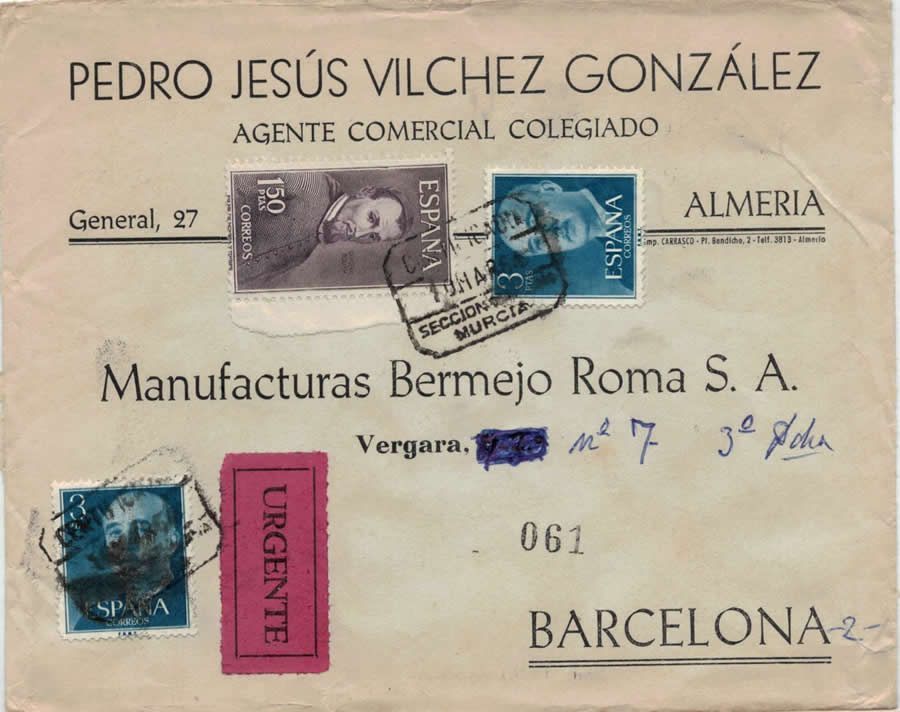 PEDRO JESÚS VILCHEZ GONZÁLEZ
AGENTE COMERCIAL COLEGIADO
General, 27
ALMERIA
Imp. CARRASCO - Pl. Bendicho, 2 - Telf. 3813 - Almería
1'50
PTAS
CORREOS
ESPAÑA
3
PTAS
ESPAÑA
CORREOS
F.N.M.T.
MAR
SECCION
MURCIA
Manufacturas Bermejo Roma S. A.
Vergara, nº 7 3º
3
ESPAÑA
CORREOS
F.N.M.T.
URGENTE
061
BARCELONA -2-